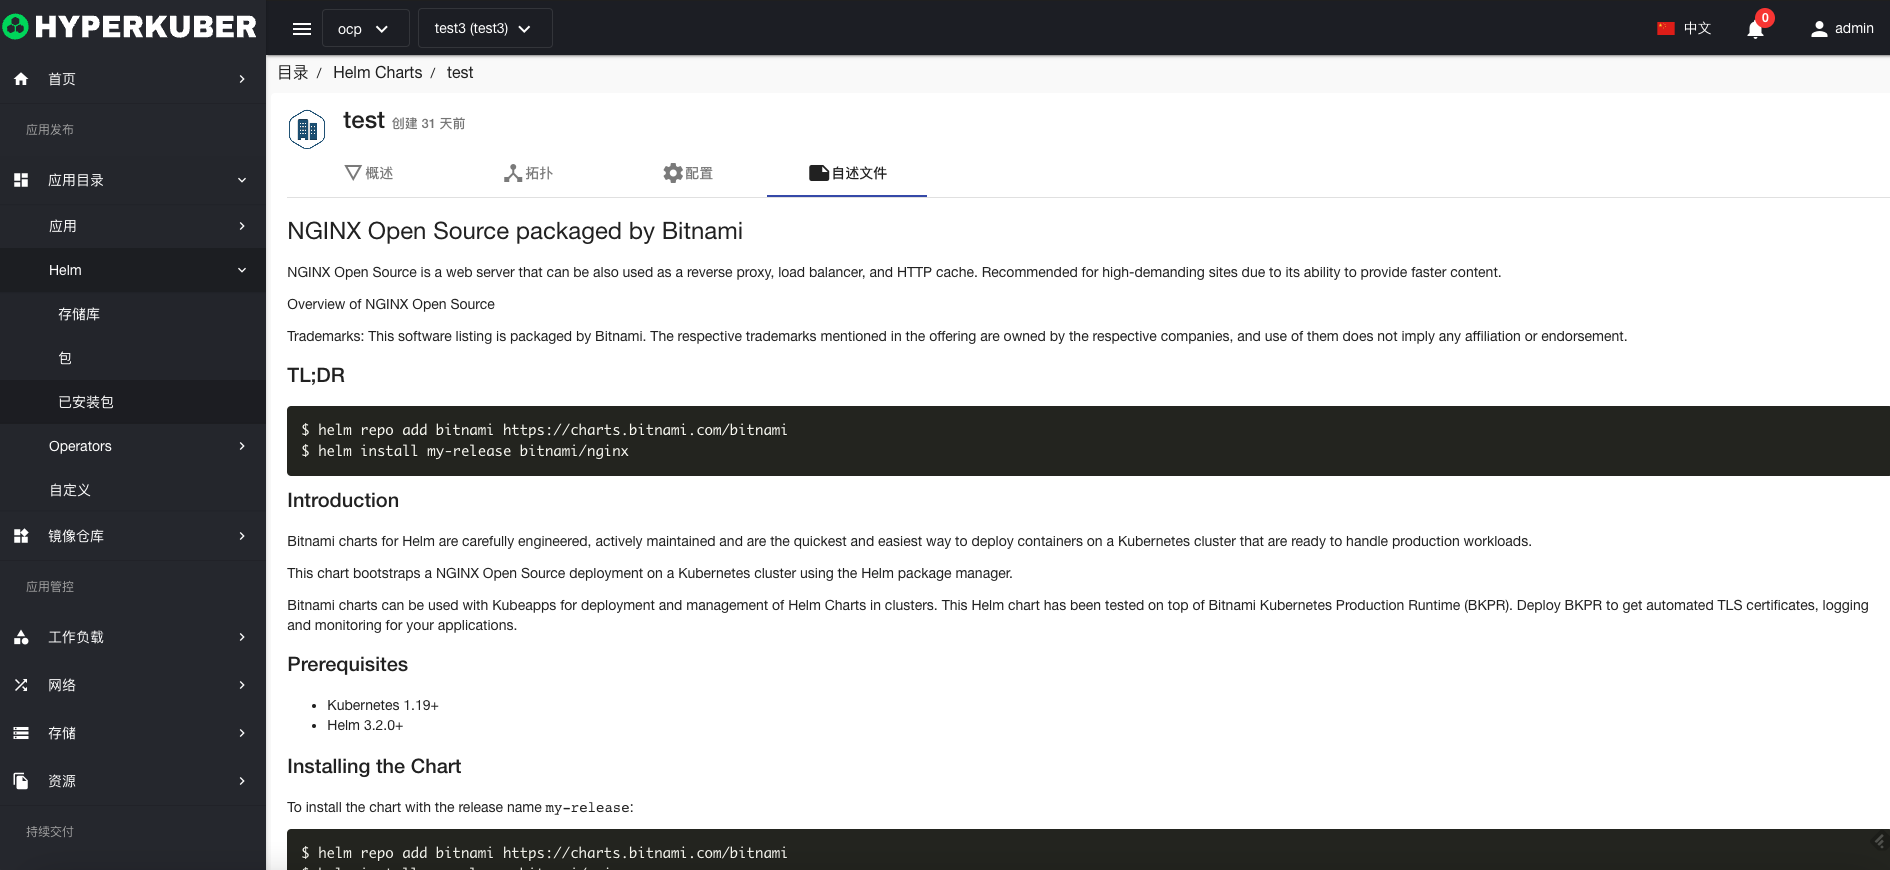 HYPERKUBER
ocp
test3 (test3)
中文
0
admin
首页
应用发布
应用目录
应用
Helm
存储库
包
已安装包
Operators
自定义
镜像仓库
应用管控
工作负载
网络
存储
资源
持续交付
目录 / Helm Charts / test
test 创建 31 天前
概述
拓扑
配置
自述文件
NGINX Open Source packaged by Bitnami
NGINX Open Source is a web server that can be also used as a reverse proxy, load balancer, and HTTP cache. Recommended for high-demanding sites due to its ability to provide faster content.
Overview of NGINX Open Source
Trademarks: This software listing is packaged by Bitnami. The respective trademarks mentioned in the offering are owned by the respective companies, and use of them does not imply any affiliation or endorsement.
TL;DR
$ helm repo add bitnami https://charts.bitnami.com/bitnami
$ helm install my-release bitnami/nginx
Introduction
Bitnami charts for Helm are carefully engineered, actively maintained and are the quickest and easiest way to deploy containers on a Kubernetes cluster that are ready to handle production workloads.
This chart bootstraps a NGINX Open Source deployment on a Kubernetes cluster using the Helm package manager.
Bitnami charts can be used with Kubeapps for deployment and management of Helm Charts in clusters. This Helm chart has been tested on top of Bitnami Kubernetes Production Runtime (BKPR). Deploy BKPR to get automated TLS certificates, logging
and monitoring for your applications.
Prerequisites
• Kubernetes 1.19+
• Helm 3.2.0+
Installing the Chart
To install the chart with the release name my-release:
$ helm repo add bitnami https://charts.bitnami.com/bitnami